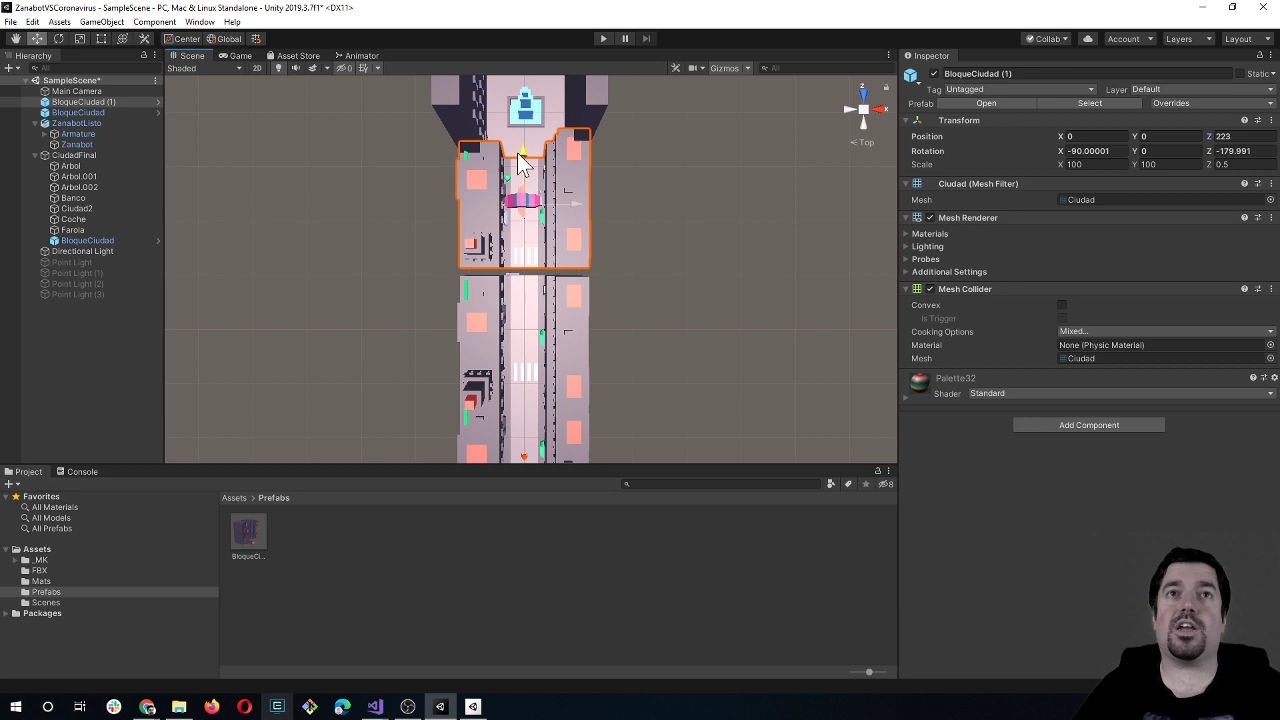 ZanabotVSCoronavirus - SampleScene - PC, Mac & Linux Standalone - Unity 2019.3.7f1* <DX11>
File Edit Assets GameObject Component Window Help
Center Global Collab Account Layers Layout
Hierarchy Scene Game Asset Store Animator Inspector
All Shaded 2D 0 Gizmos All
SampleScene*
Main Camera
BloqueCiudad (1)
BloqueCiudad
ZanabotListo
Armature
Zanabot
CiudadFinal
Arbol
Arbol.001
Arbol.002
Banco
Ciudad2
Coche
Farola
BloqueCiudad
Directional Light
Point Light
Point Light (1)
Point Light (2)
Point Light (3)
z
x
Top
BloqueCiudad (1) Static
Tag Untagged Layer Default
Prefab Open Select Overrides
Transform
Position X 0 Y 0 Z 223
Rotation X -90.00001 Y 0 Z -179.991
Scale X 100 Y 100 Z 0.5
Ciudad (Mesh Filter)
Mesh Ciudad
Mesh Renderer
Materials
Lighting
Probes
Additional Settings
Mesh Collider
Convex
Is Trigger
Cooking Options Mixed...
Material None (Physic Material)
Mesh Ciudad
Palette32
Shader Standard
Add Component
Project Console
8
Favorites
All Materials
All Models
All Prefabs
Assets
_MK
FBX
Mats
Prefabs
Scenes
Packages
Assets > Prefabs
BloqueCi...